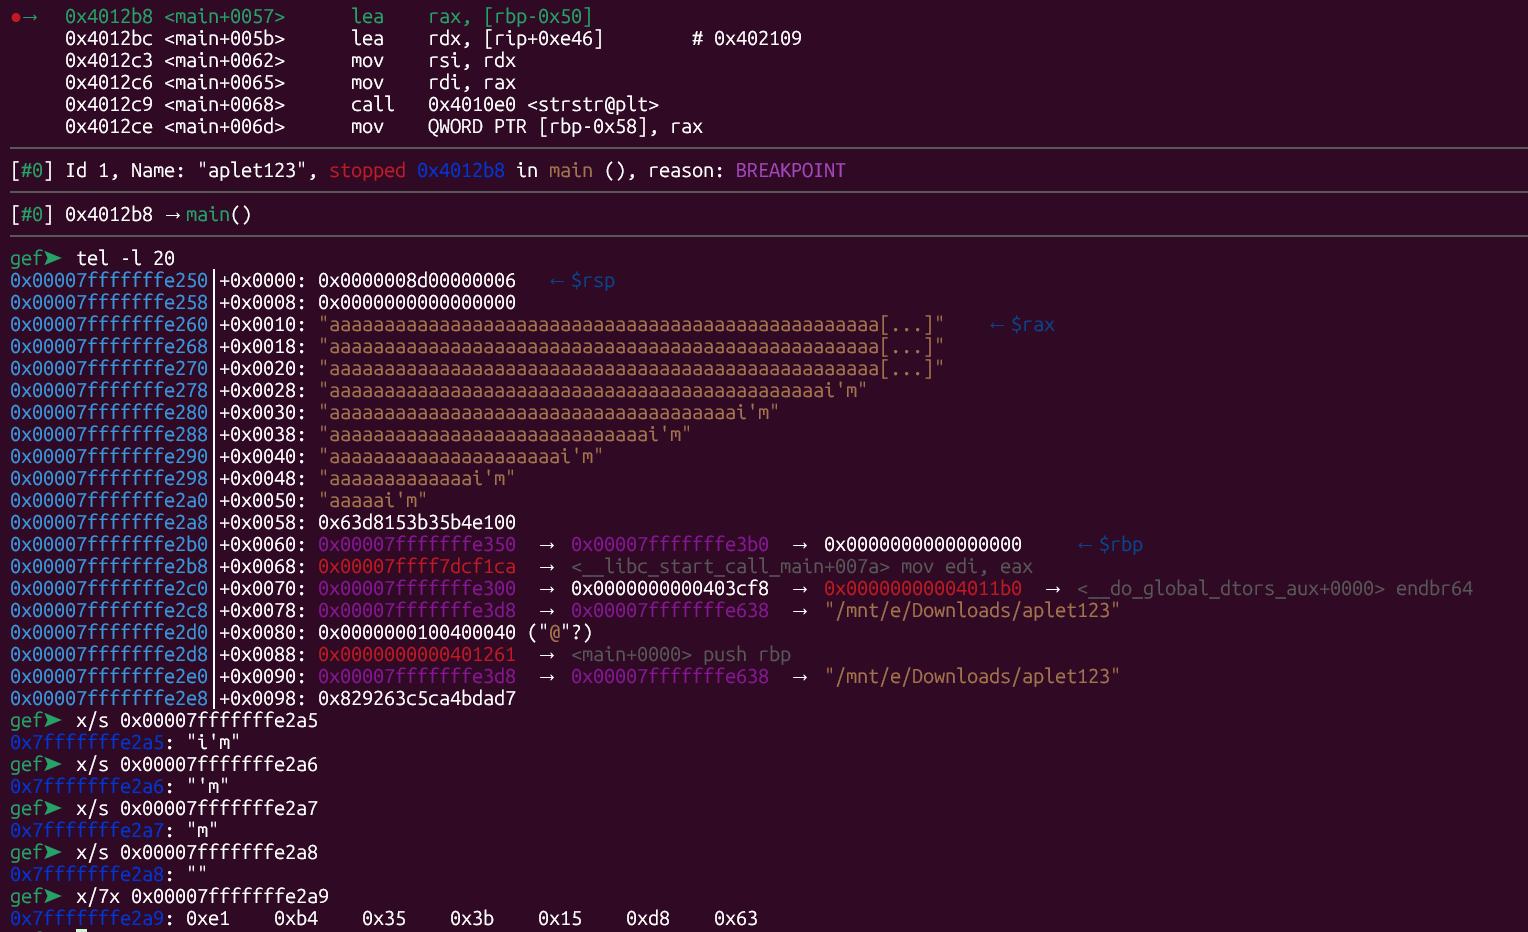 ●→ 0x4012b8 <main+0057> lea rax, [rbp-0x50]
0x4012bc <main+005b> lea rdx, [rip+0xe46] # 0x402109
0x4012c3 <main+0062> mov rsi, rdx
0x4012c6 <main+0065> mov rdi, rax
0x4012c9 <main+0068> call 0x4010e0 <strstr@plt>
0x4012ce <main+006d> mov QWORD PTR [rbp-0x58], rax
[#0] Id 1, Name: "aplet123", stopped 0x4012b8 in main (), reason: BREAKPOINT
[#0] 0x4012b8 → main()
gef➤ tel -l 20
0x00007fffffffe250│+0x0000: 0x0000008d00000006 ← $rsp
0x00007fffffffe258│+0x0008: 0x0000000000000000
0x00007fffffffe260│+0x0010: "aaaaaaaaaaaaaaaaaaaaaaaaaaaaaaaaaaaaaaaaaaaaaaaaaa[...]" ← $rax
0x00007fffffffe268│+0x0018: "aaaaaaaaaaaaaaaaaaaaaaaaaaaaaaaaaaaaaaaaaaaaaaaaaa[...]"
0x00007fffffffe270│+0x0020: "aaaaaaaaaaaaaaaaaaaaaaaaaaaaaaaaaaaaaaaaaaaaaaaaaa[...]"
0x00007fffffffe278│+0x0028: "aaaaaaaaaaaaaaaaaaaaaaaaaaaaaaaaaaaaaaaaaaaaai'm"
0x00007fffffffe280│+0x0030: "aaaaaaaaaaaaaaaaaaaaaaaaaaaaaaaaaaaaai'm"
0x00007fffffffe288│+0x0038: "aaaaaaaaaaaaaaaaaaaaaaaaaaaaai'm"
0x00007fffffffe290│+0x0040: "aaaaaaaaaaaaaaaaaaaaai'm"
0x00007fffffffe298│+0x0048: "aaaaaaaaaaaaai'm"
0x00007fffffffe2a0│+0x0050: "aaaaai'm"
0x00007fffffffe2a8│+0x0058: 0x63d8153b35b4e100
0x00007fffffffe2b0│+0x0060: 0x00007fffffffe350 → 0x00007fffffffe3b0 → 0x0000000000000000 ← $rbp
0x00007fffffffe2b8│+0x0068: 0x00007ffff7dcf1ca → <__libc_start_call_main+007a> mov edi, eax
0x00007fffffffe2c0│+0x0070: 0x00007fffffffe300 → 0x0000000000403cf8 → 0x00000000004011b0 → <__do_global_dtors_aux+0000> endbr64
0x00007fffffffe2c8│+0x0078: 0x00007fffffffe3d8 → 0x00007fffffffe638 → "/mnt/e/Downloads/aplet123"
0x00007fffffffe2d0│+0x0080: 0x0000000100400040 ("@"?)
0x00007fffffffe2d8│+0x0088: 0x0000000000401261 → <main+0000> push rbp
0x00007fffffffe2e0│+0x0090: 0x00007fffffffe3d8 → 0x00007fffffffe638 → "/mnt/e/Downloads/aplet123"
0x00007fffffffe2e8│+0x0098: 0x829263c5ca4bdad7
gef➤ x/s 0x00007fffffffe2a5
0x7fffffffe2a5: "i'm"
gef➤ x/s 0x00007fffffffe2a6
0x7fffffffe2a6: "'m"
gef➤ x/s 0x00007fffffffe2a7
0x7fffffffe2a7: "m"
gef➤ x/s 0x00007fffffffe2a8
0x7fffffffe2a8: ""
gef➤ x/7x 0x00007fffffffe2a9
0x7fffffffe2a9: 0xe1 0xb4 0x35 0x3b 0x15 0xd8 0x63